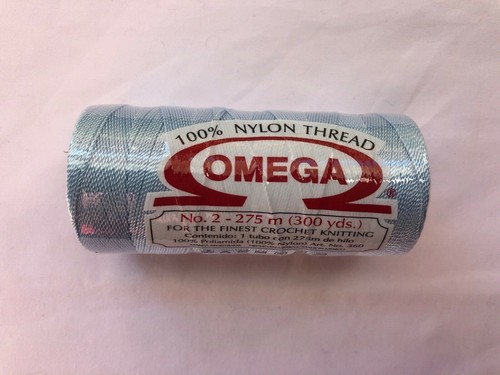 100% NYLON THREAD
OMEGA
®
No. 2 - 275 m (300 yds.)
FOR THE FINEST CROCHET KNITTING
Contenido: 1 tubo con 275m de hilo
100% Poliamida (100% Nylon) Art. No. 360